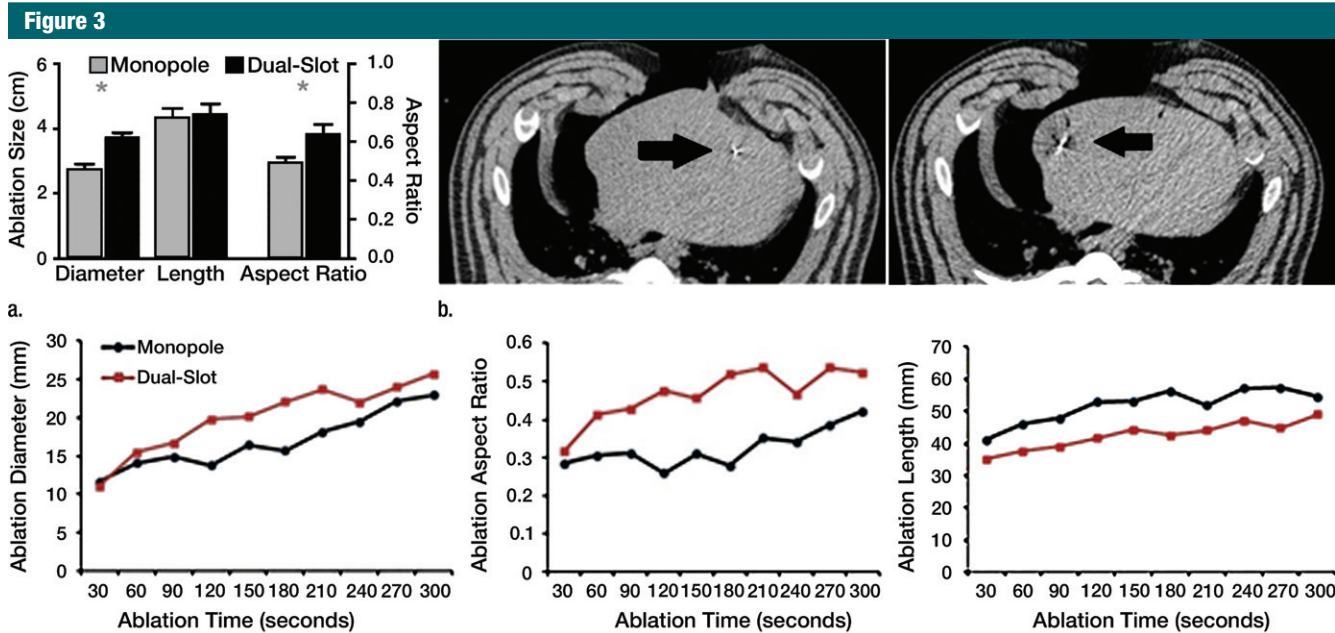 Figure 3
Monopole Dual-Slot
Ablation Size (cm)
6
4
2
0
* *
1.0
0.8
0.6
0.4
0.2
0.0
Aspect Ratio
Diameter Length Aspect Ratio
a.
b.
Ablation Diameter (mm)
30
25
20
15
10
5
0
Monopole
Dual-Slot
30 60 90 120 150 180 210 240 270 300
Ablation Time (seconds)
Ablation Aspect Ratio
0.6
0.5
0.4
0.3
0.2
0.1
0
30 60 90 120 150 180 210 240 270 300
Ablation Time (seconds)
Ablation Length (mm)
70
60
50
40
30
20
10
0
30 60 90 120 150 180 210 240 270 300
Ablation Time (seconds)